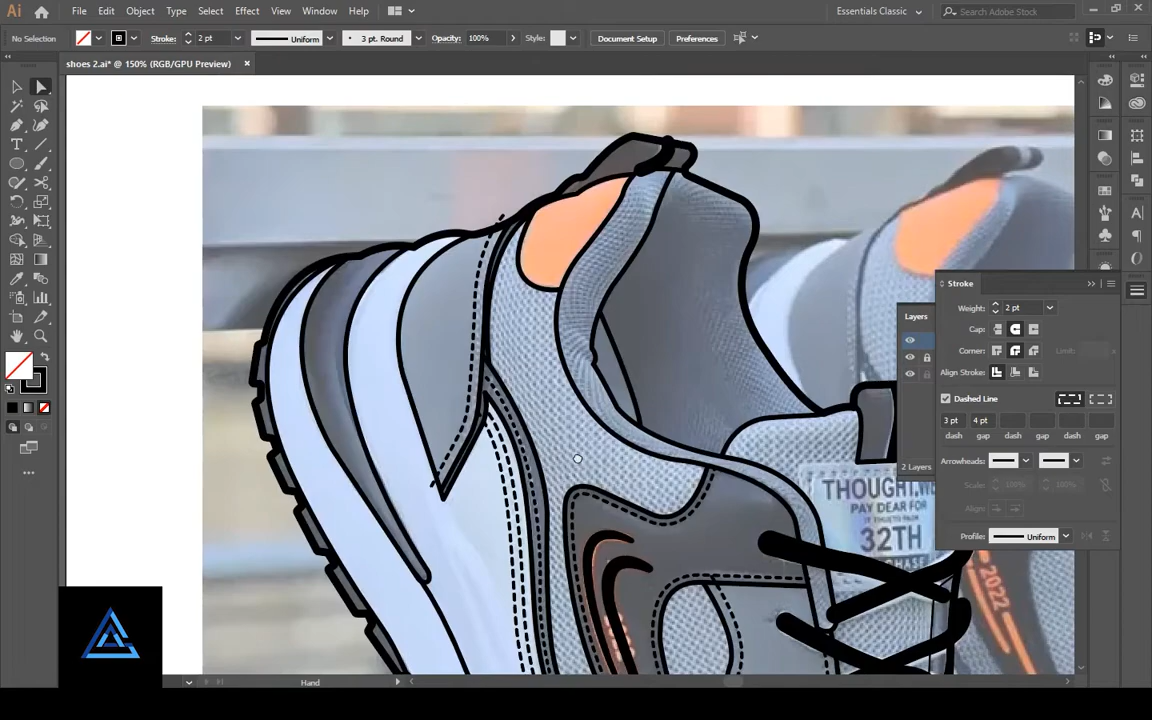 Ai File Edit Object Type Select Effect View Window Help Essentials Classic Search Adobe Stock
No Selection Stroke: 2 pt Uniform 3 pt. Round Opacity: 100% Style: Document Setup Preferences
shoes 2.ai* @ 150% (RGB/GPU Preview)
Stroke
Weight: 2 pt
Layers
Cap:
Corner: Limit:
Align Stroke:
Dashed Line
3 pt 4 pt
dash gap dash gap dash gap
2 Layers
Arrowheads:
Scale: 100% 100%
Align:
Profile: Uniform
THOUGHT.M
PAY DEAR FOR
32TH
CHASE
2022
Hand